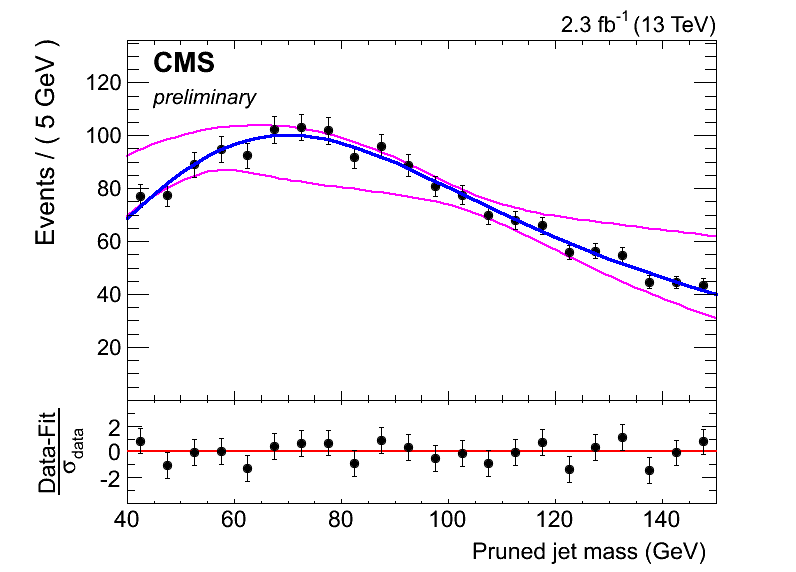 2.3 fb⁻¹ (13 TeV)
CMS
preliminary
Events / ( 5 GeV )
120
100
80
60
40
20
Data-Fit
σdata
2
0
-2
40 60 80 100 120 140
Pruned jet mass (GeV)